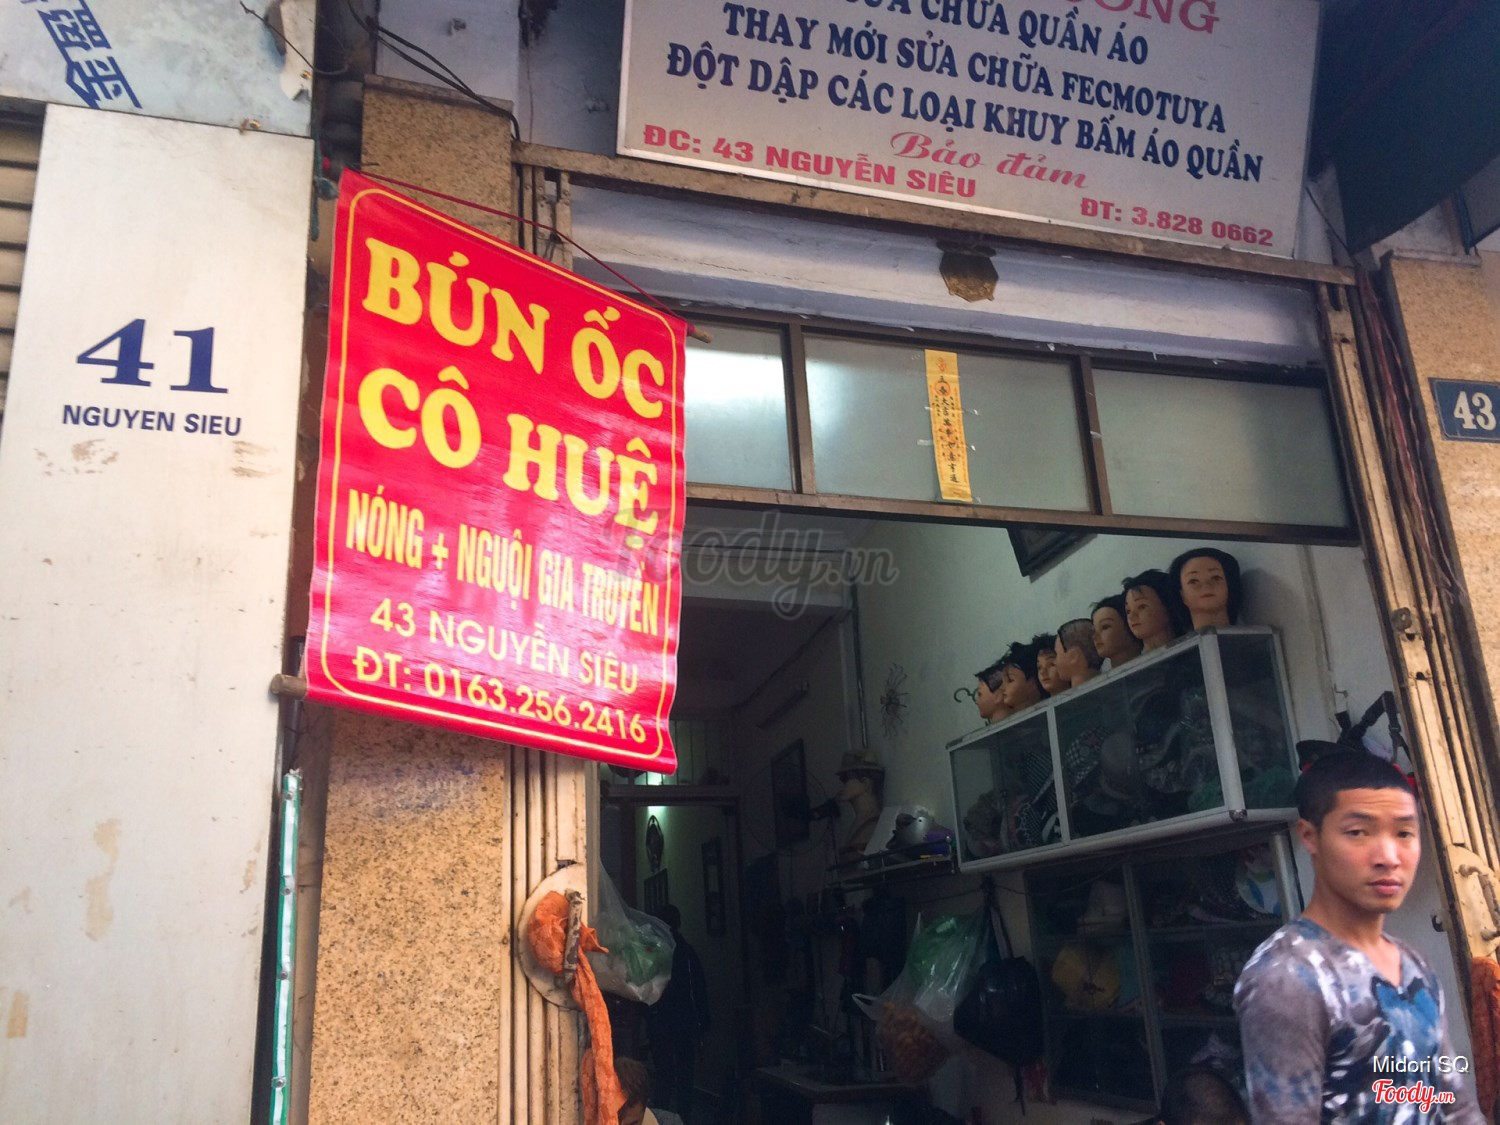 SỬA CHỮA QUẦN ÁO
THAY MỚI SỬA CHỮA FECMOTUYA
ĐỘT DẬP CÁC LOẠI KHUY BẤM ÁO QUẦN
Bảo đảm
ĐC: 43 NGUYỄN SIÊU
ĐT: 3.828 0662
41
NGUYEN SIEU
BÚN ỐC
CÔ HUỆ
NÓNG + NGUỘI GIA TRUYỀN
43 NGUYỄN SIÊU
ĐT: 0163.256.2416
43
Foody.vn
Midori SQ
Foody.vn